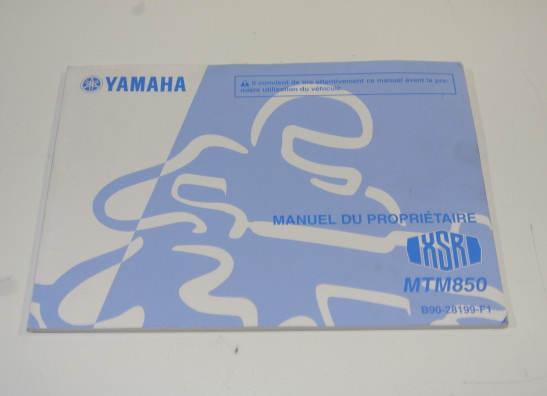 YAMAHA
Il convient de lire attentivement ce manuel avant la pre-
mière utilisation du véhicule.
MANUEL DU PROPRIÉTAIRE
XSR
MTM850
B90-28199-F1